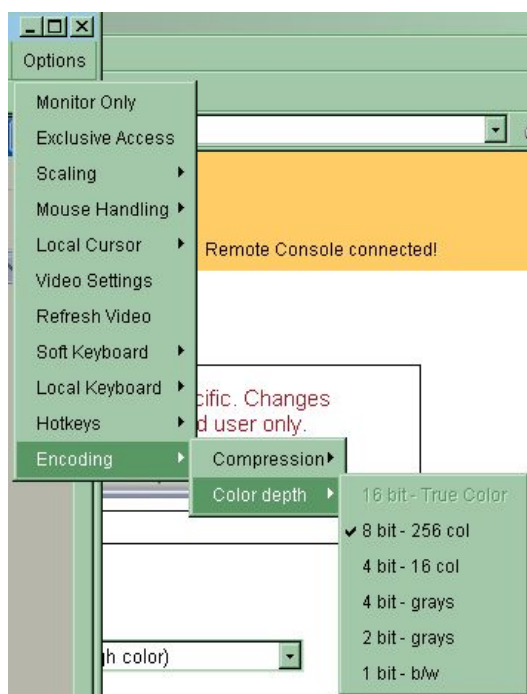 Options
Monitor Only
Exclusive Access
Scaling
Mouse Handling
Local Cursor
Remote Console connected!
Video Settings
Refresh Video
Soft Keyboard
Local Keyboard
cific. Changes
Hotkeys
d user only.
Encoding
Compression
Color depth
16 bit - True Color
8 bit - 256 col
4 bit - 16 col
4 bit - grays
2 bit - grays
1 bit - b/w
h color)